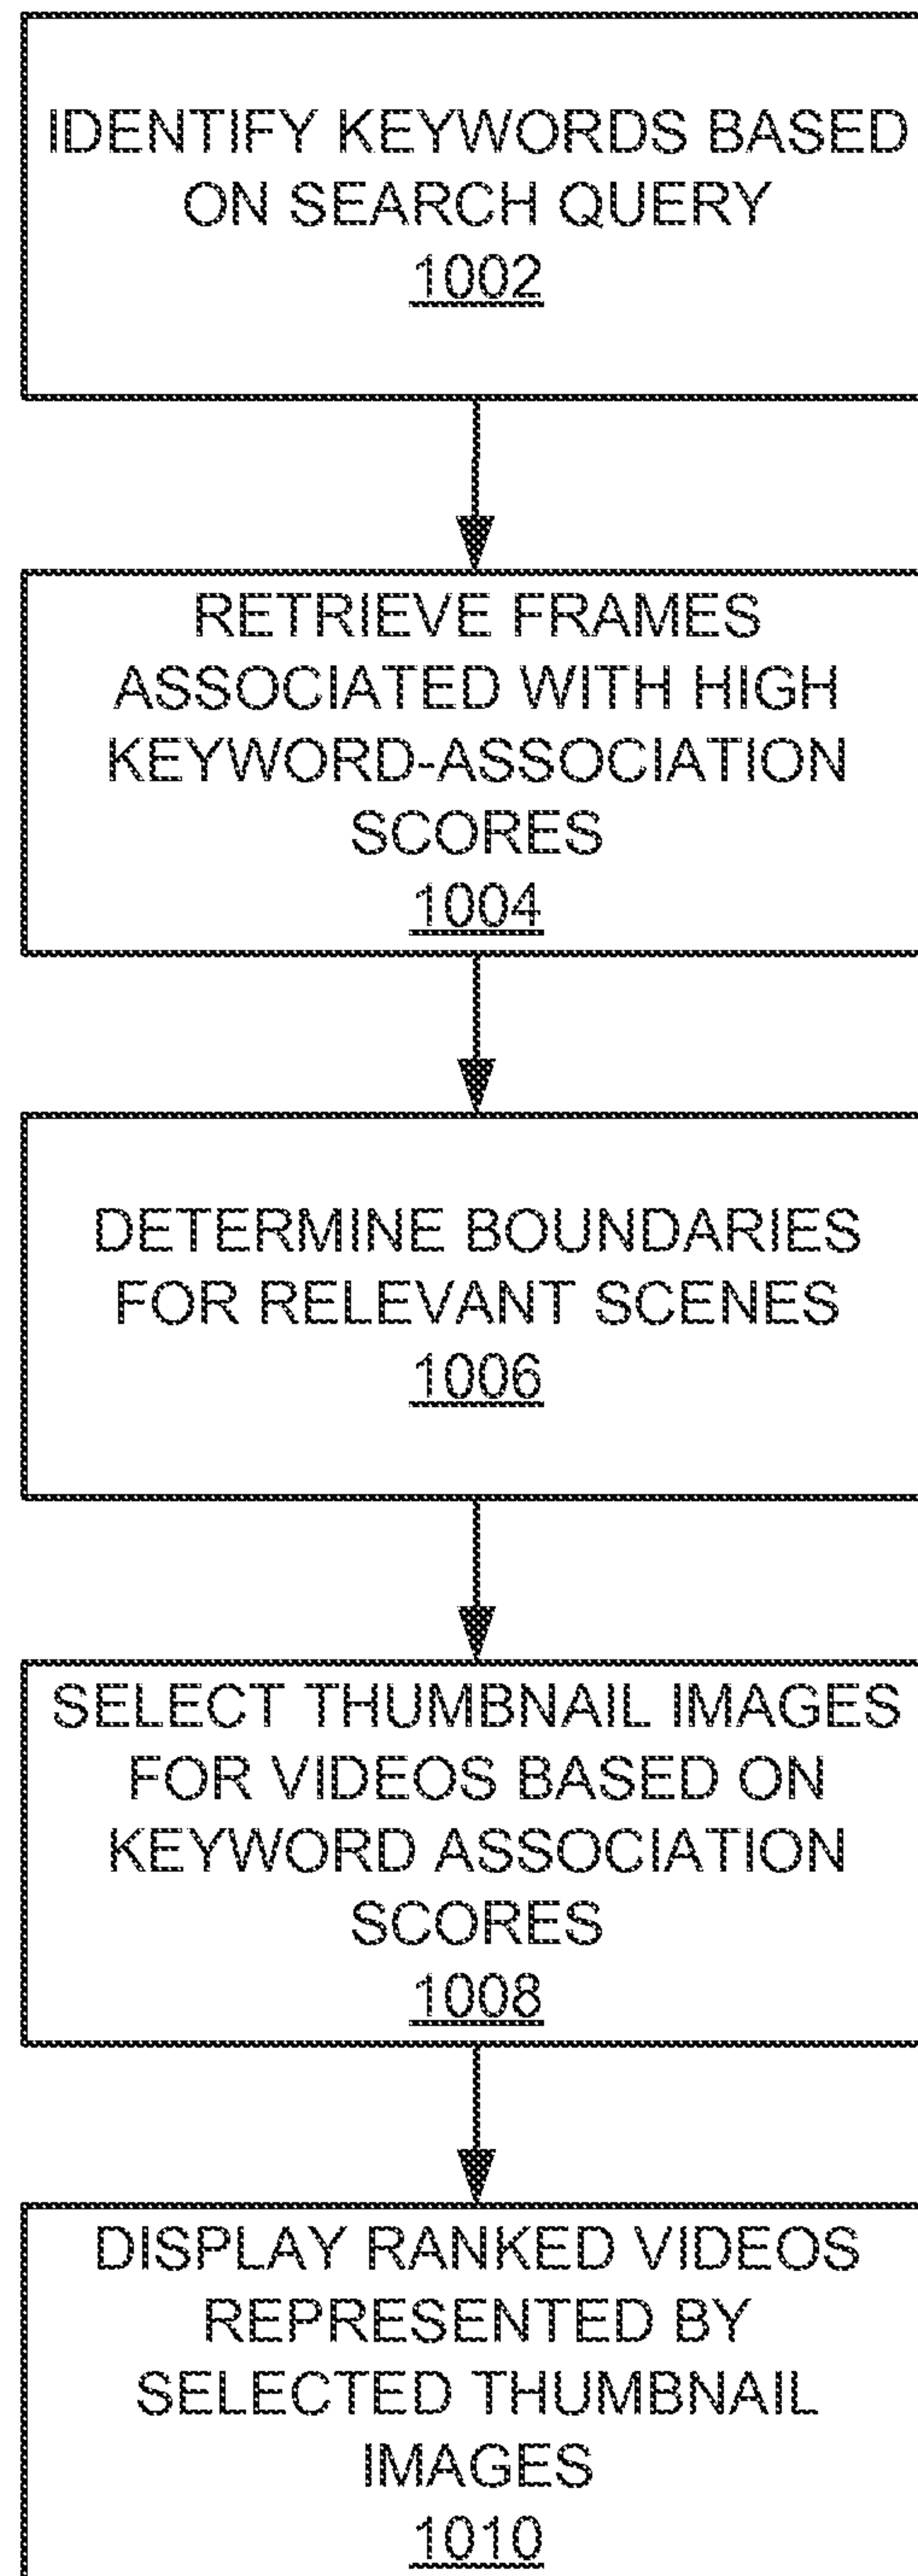 IDENTIFY KEYWORDS BASED
ON SEARCH QUERY
1002
RETRIEVE FRAMES
ASSOCIATED WITH HIGH
KEYWORD-ASSOCIATION
SCORES
1004
DETERMINE BOUNDARIES
FOR RELEVANT SCENES
1006
SELECT THUMBNAIL IMAGES
FOR VIDEOS BASED ON
KEYWORD ASSOCIATION
SCORES
1008
DISPLAY RANKED VIDEOS
REPRESENTED BY
SELECTED THUMBNAIL
IMAGES
1010